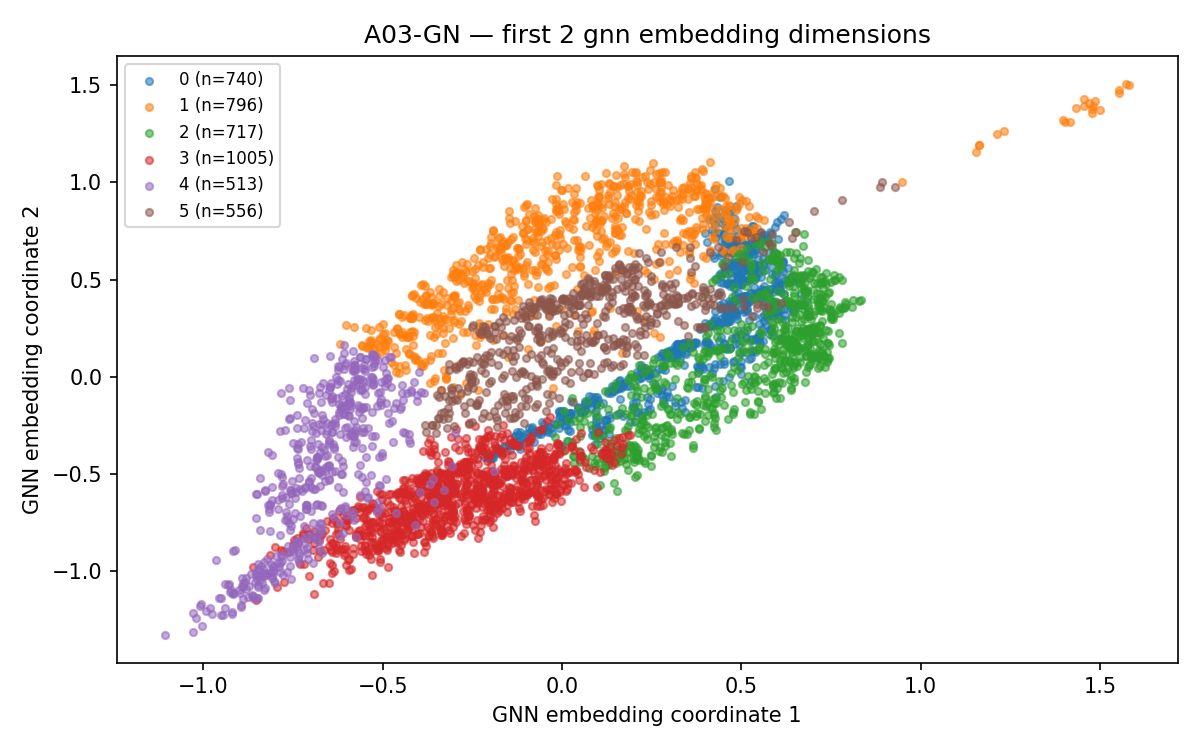 A03-GN — first 2 gnn embedding dimensions
0 (n=740)
1 (n=796)
2 (n=717)
3 (n=1005)
4 (n=513)
5 (n=556)
GNN embedding coordinate 2
1.5
1.0
0.5
0.0
−0.5
−1.0
−1.0 −0.5 0.0 0.5 1.0 1.5
GNN embedding coordinate 1